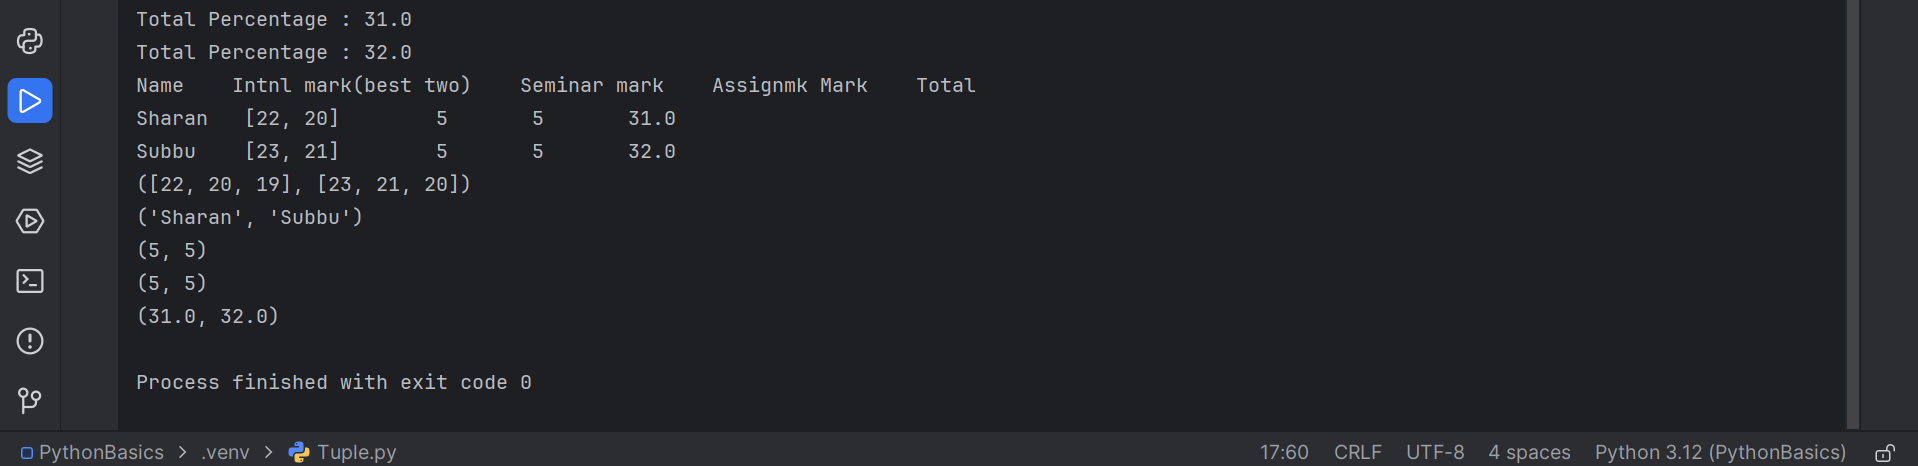 Total Percentage : 31.0
Total Percentage : 32.0
Name    Intnl mark(best two)    Seminar mark    Assignmk Mark    Total
Sharan   [22, 20]        5       5       31.0
Subbu    [23, 21]        5       5       32.0
([22, 20, 19], [23, 21, 20])
('Sharan', 'Subbu')
(5, 5)
(5, 5)
(31.0, 32.0)
Process finished with exit code 0
PythonBasics > .venv > Tuple.py 17:60 CRLF UTF-8 4 spaces Python 3.12 (PythonBasics)